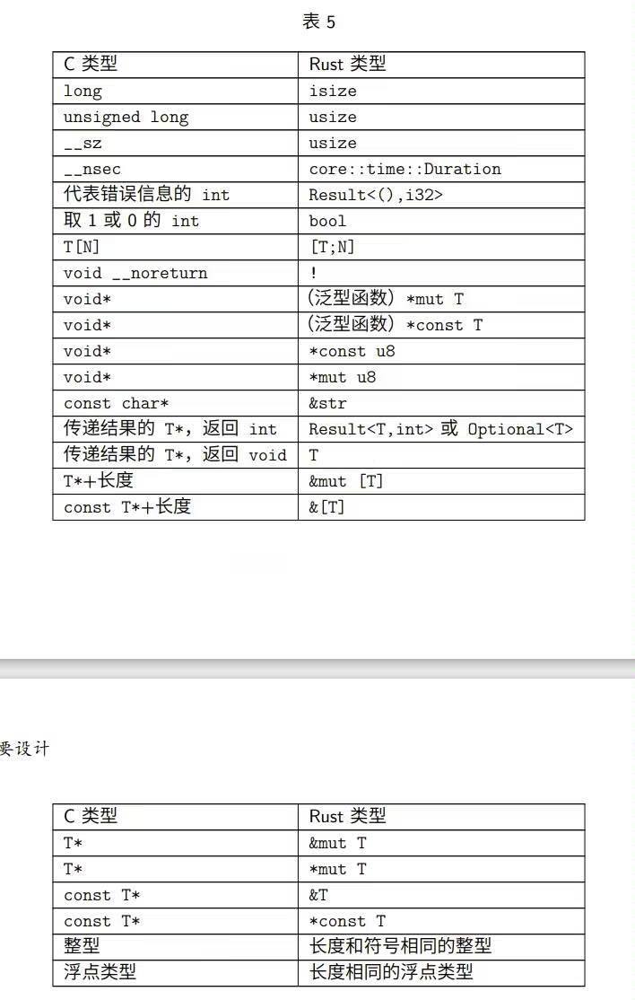 表 5
C 类型 Rust 类型
long isize
unsigned long usize
__sz usize
__nsec core::time::Duration
代表错误信息的 int Result<(),i32>
取 1 或 0 的 int bool
T[N] [T;N]
void __noreturn !
void* （泛型函数）*mut T
void* （泛型函数）*const T
void* *const u8
void* *mut u8
const char* &str
传递结果的 T*，返回 int Result<T,int> 或 Optional<T>
传递结果的 T*，返回 void T
T*+长度 &mut [T]
const T*+长度 &[T]
要设计
C 类型 Rust 类型
T* &mut T
T* *mut T
const T* &T
const T* *const T
整型 长度和符号相同的整型
浮点类型 长度相同的浮点类型